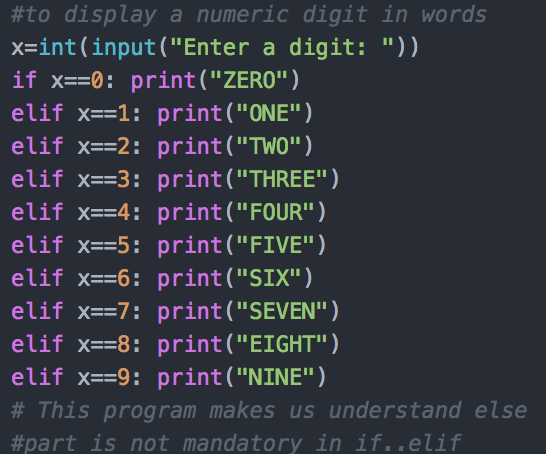 #to display a numeric digit in words
x=int(input("Enter a digit: "))
if x==0: print("ZERO")
elif x==1: print("ONE")
elif x==2: print("TWO")
elif x==3: print("THREE")
elif x==4: print("FOUR")
elif x==5: print("FIVE")
elif x==6: print("SIX")
elif x==7: print("SEVEN")
elif x==8: print("EIGHT")
elif x==9: print("NINE")
# This program makes us understand else
#part is not mandatory in if..elif